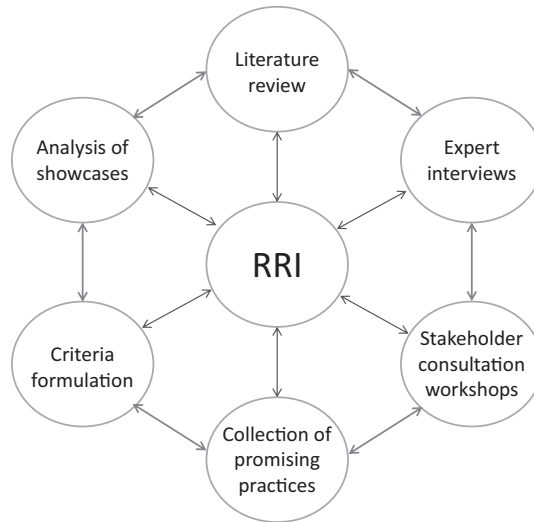 Literature
review
Analysis of
showcases
Expert
interviews
RRI
Criteria
formulation
Stakeholder
consultation
workshops
Collection of
promising
practices